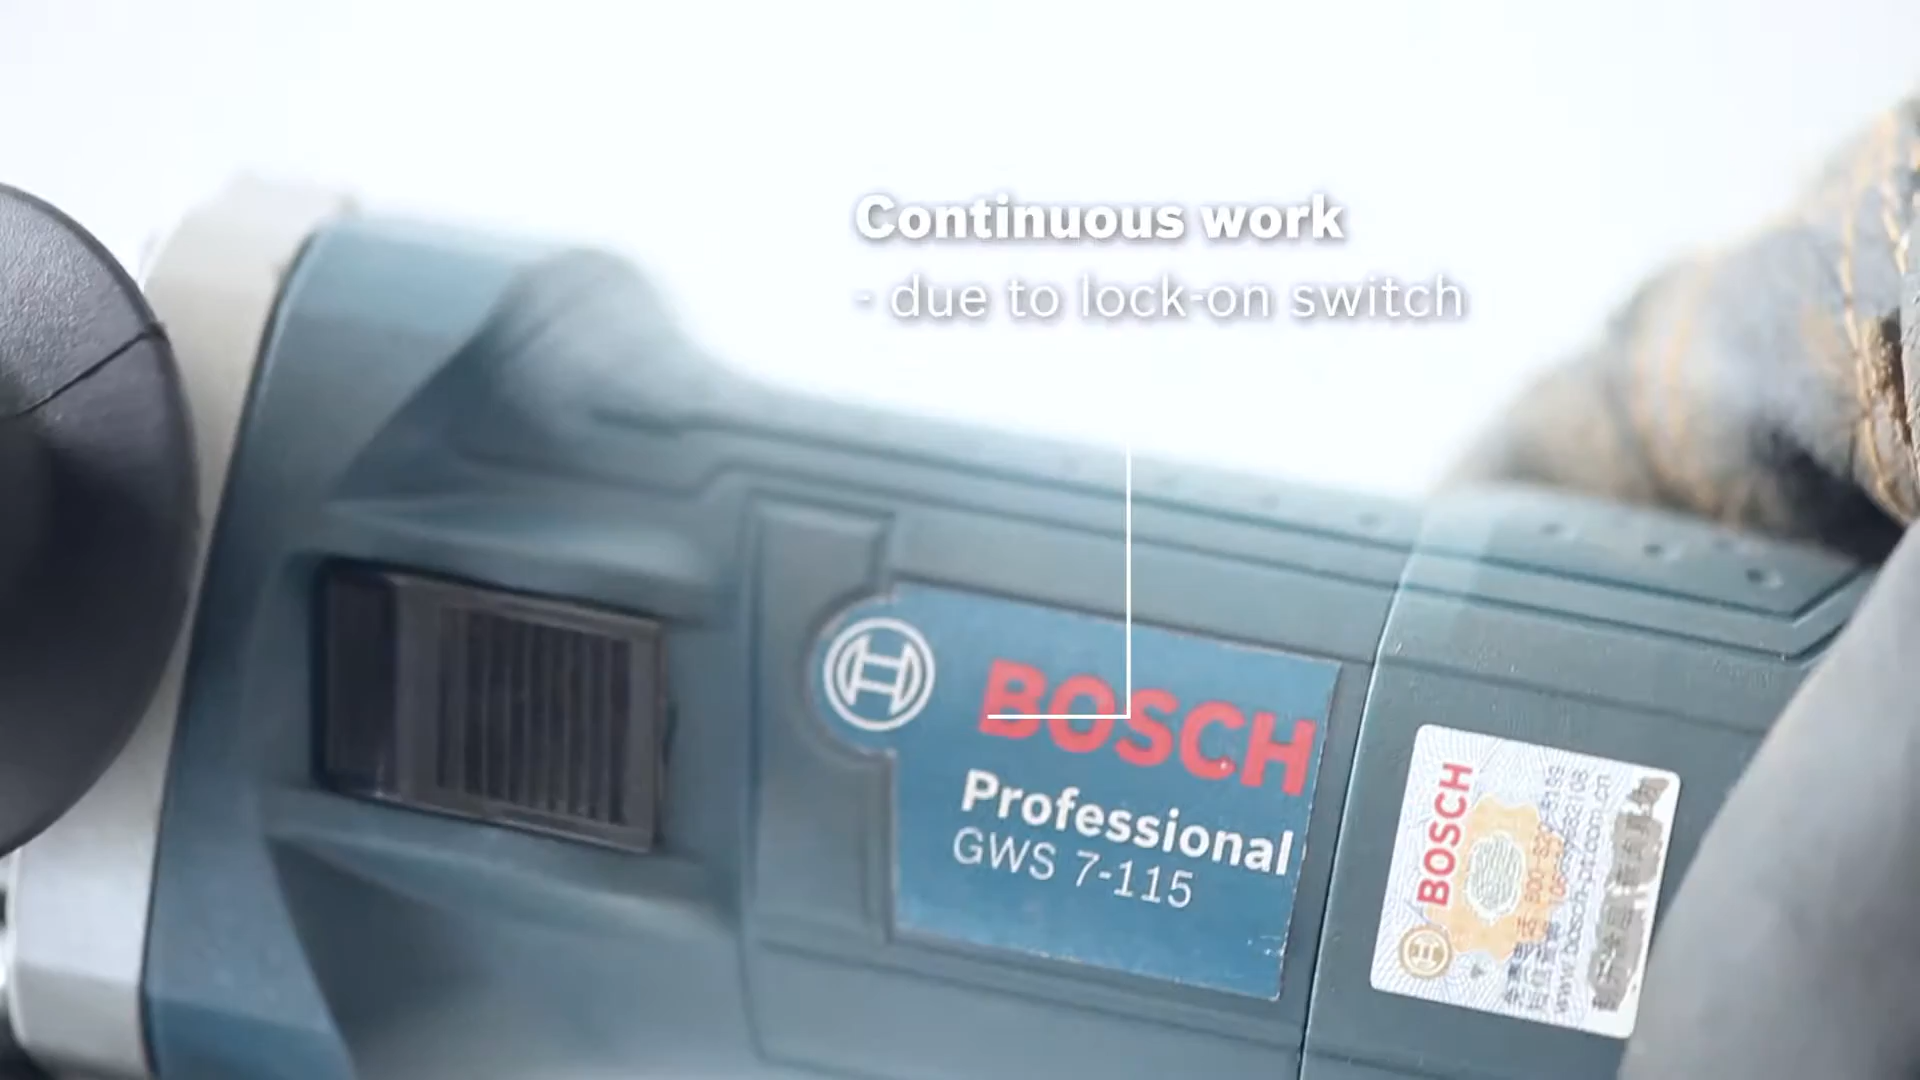 Continuous work
- due to lock-on switch
BOSCH
Professional
GWS 7-115
BOSCH